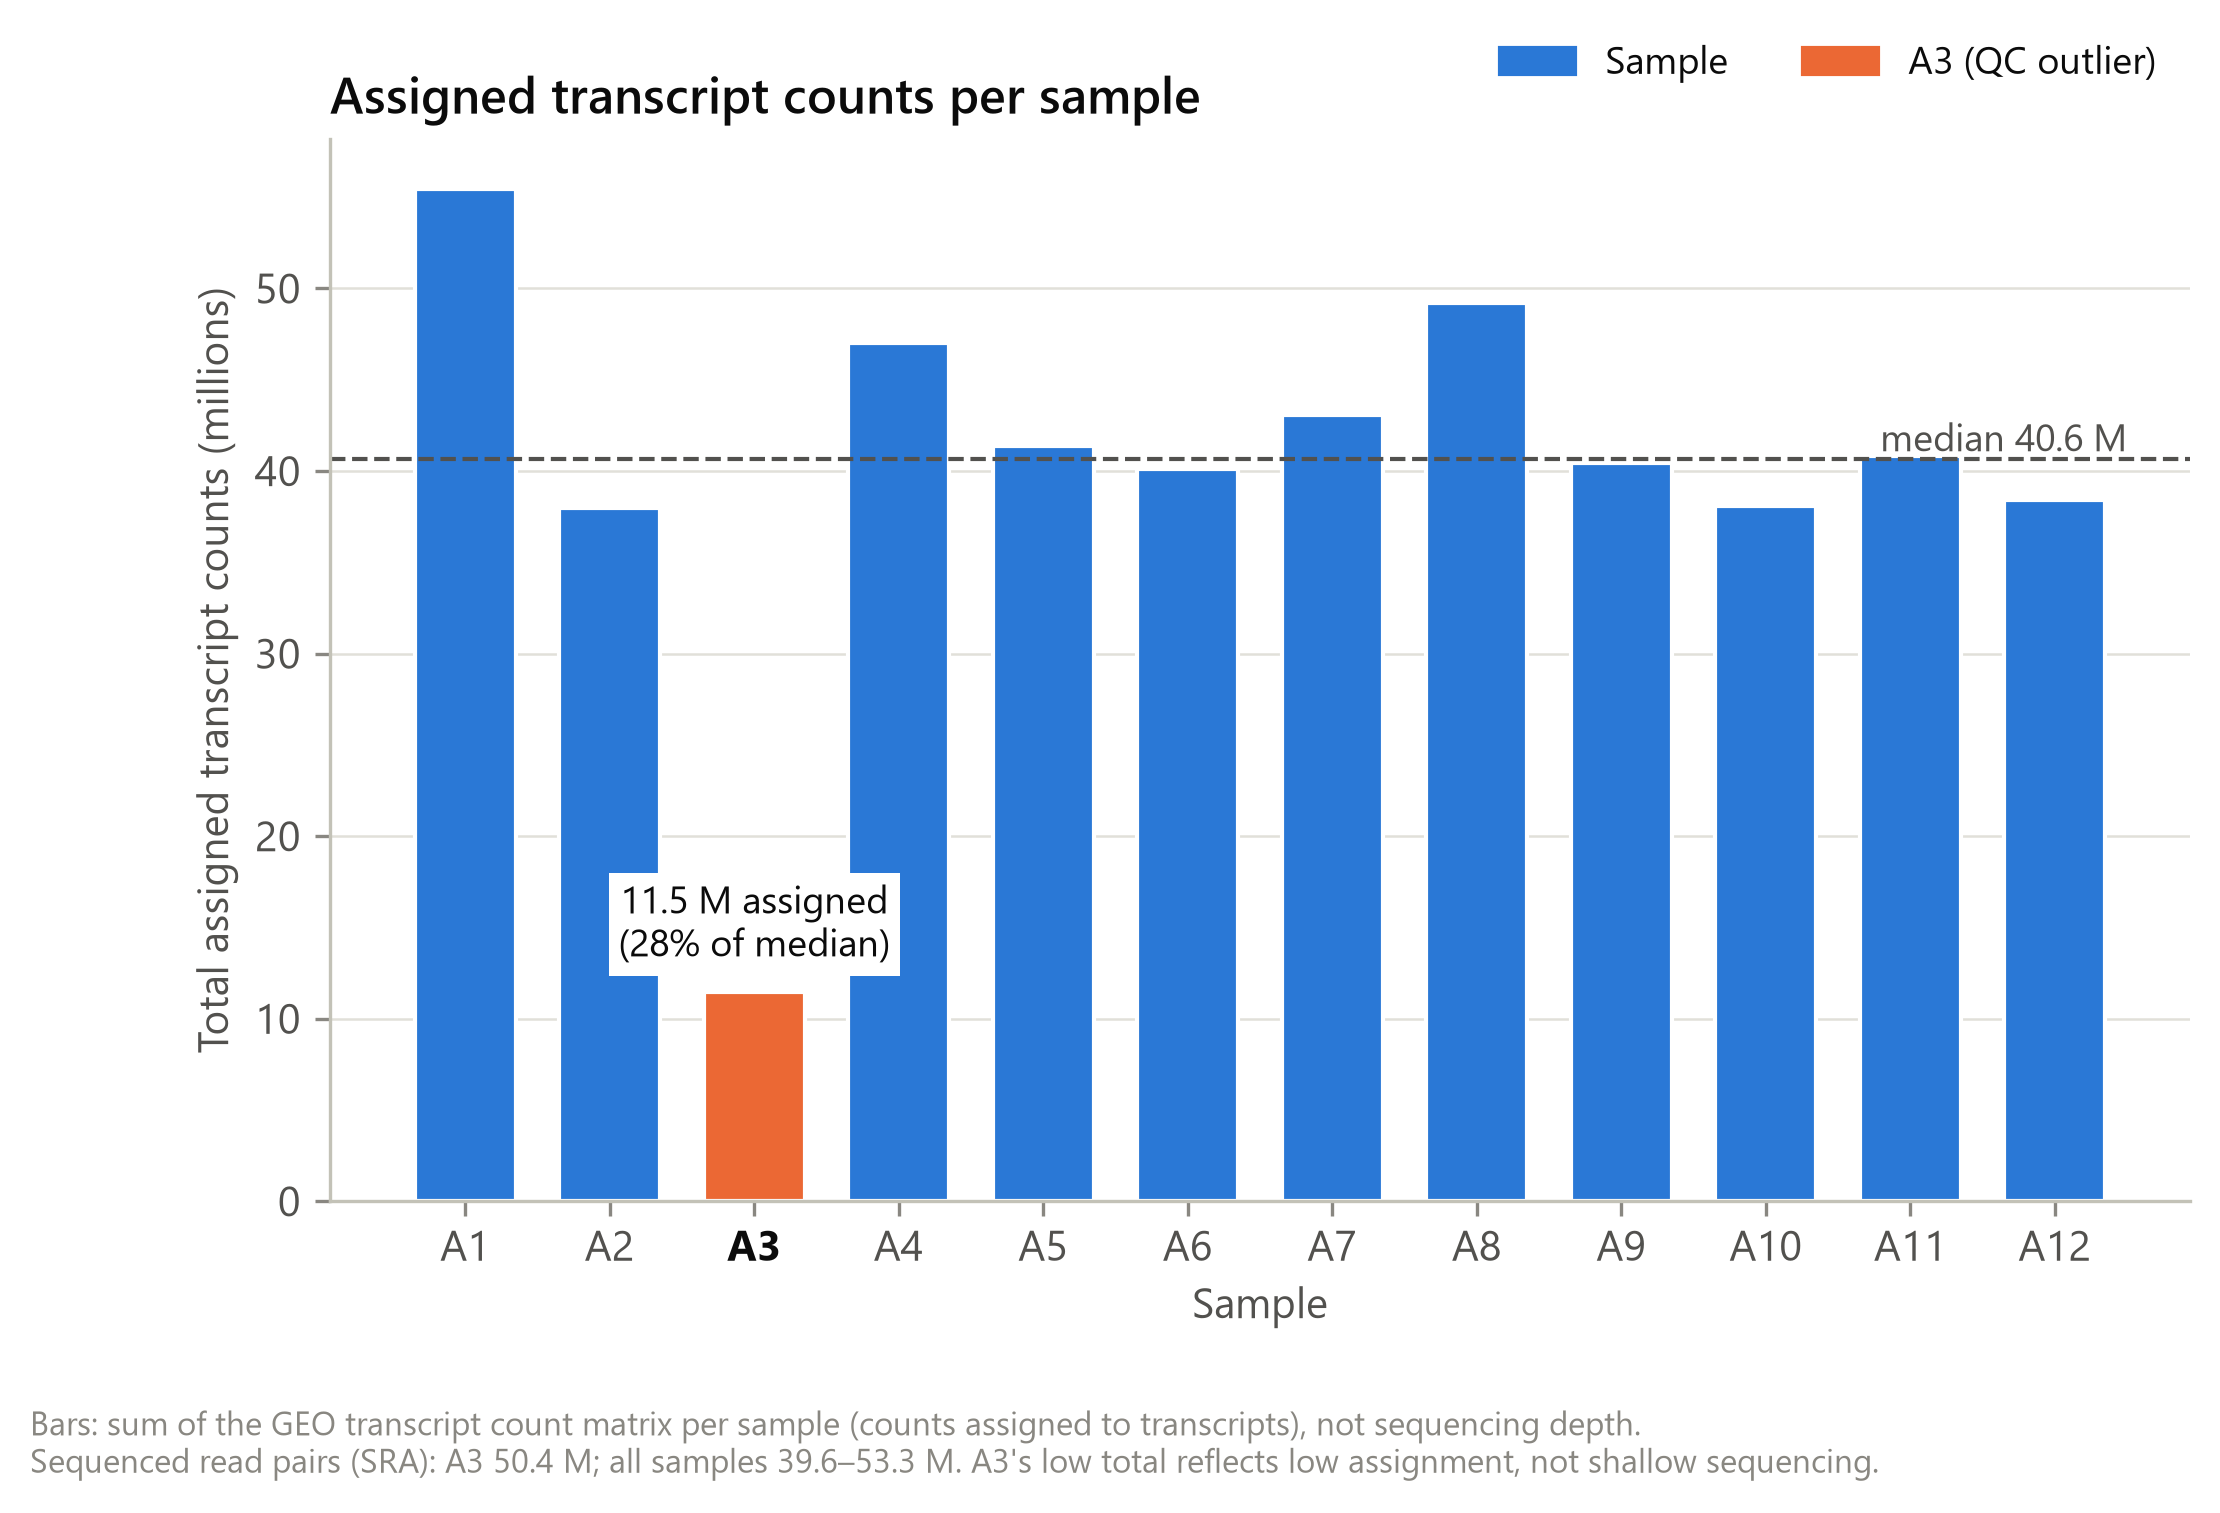 Sample
A3 (QC outlier)
Assigned transcript counts per sample
Total assigned transcript counts (millions)
50
40
30
20
10
0
median 40.6 M
11.5 M assigned
(28% of median)
A1 A2 A3 A4 A5 A6 A7 A8 A9 A10 A11 A12
Sample
Bars: sum of the GEO transcript count matrix per sample (counts assigned to transcripts), not sequencing depth.
Sequenced read pairs (SRA): A3 50.4 M; all samples 39.6–53.3 M. A3's low total reflects low assignment, not shallow sequencing.